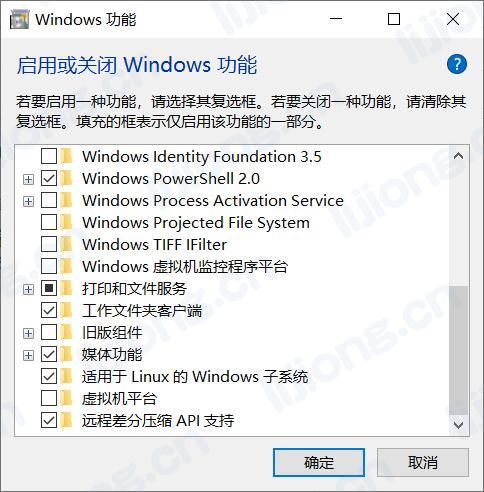 Windows 功能
启用或关闭 Windows 功能
?
若要启用一种功能，请选择其复选框。若要关闭一种功能，请清除其
复选框。填充的框表示仅启用该功能的一部分。
Windows Identity Foundation 3.5
Windows PowerShell 2.0
Windows Process Activation Service
Windows Projected File System
Windows TIFF IFilter
Windows 虚拟机监控程序平台
打印和文件服务
工作文件夹客户端
旧版组件
媒体功能
适用于 Linux 的 Windows 子系统
虚拟机平台
远程差分压缩 API 支持
确定
取消
lijiong.cn